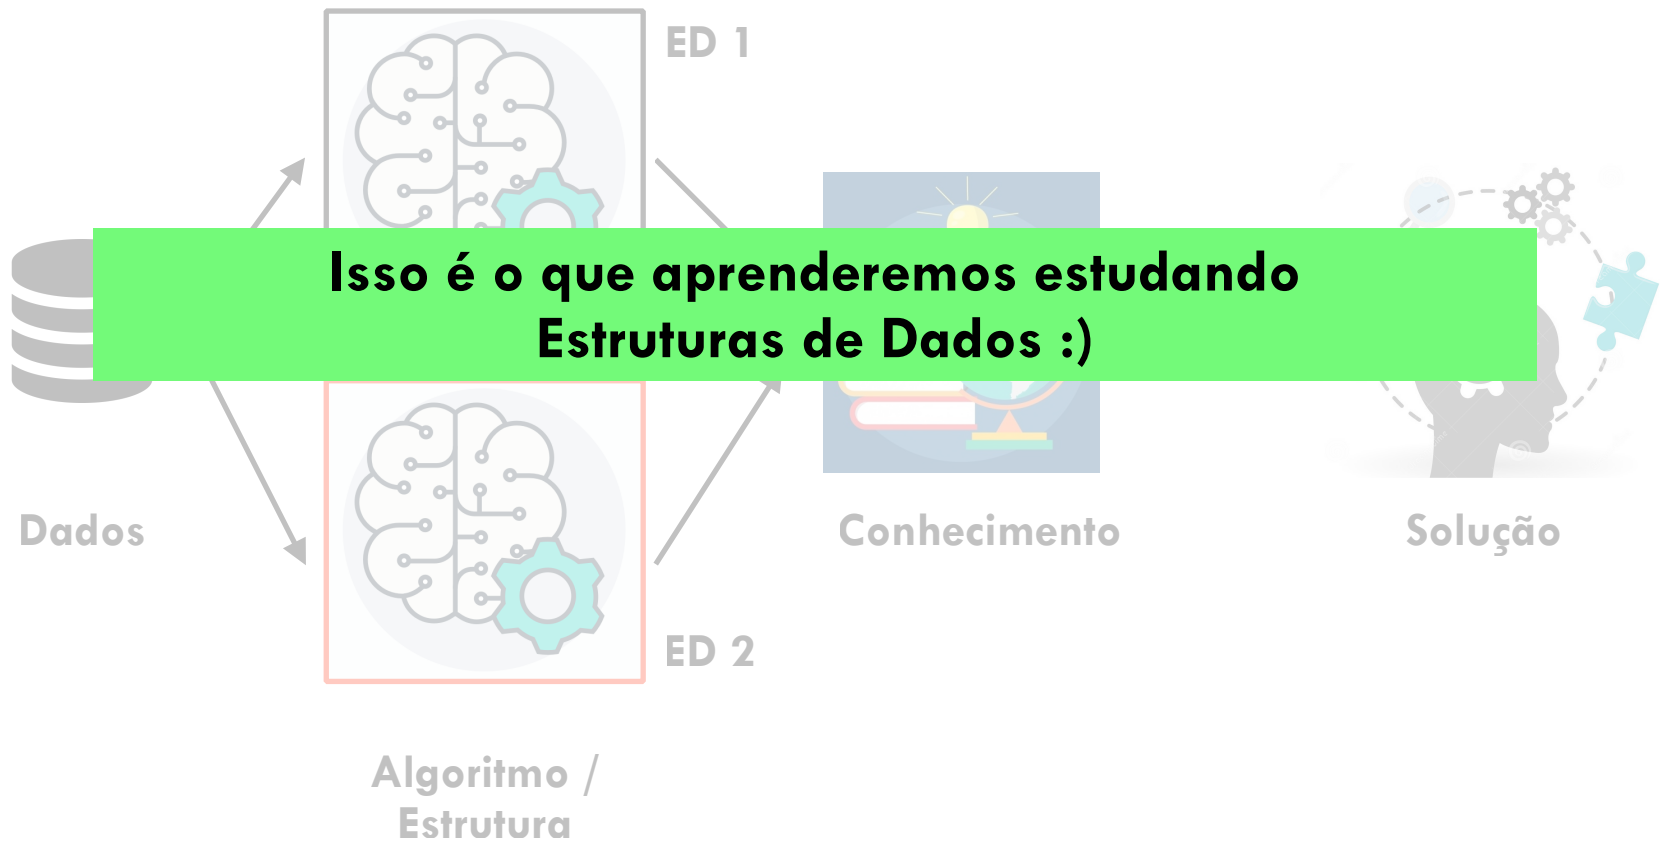 ED 1
Isso é o que aprenderemos estudando
Estruturas de Dados :)
Dados
Conhecimento
Solução
ED 2
Algoritmo /
Estrutura